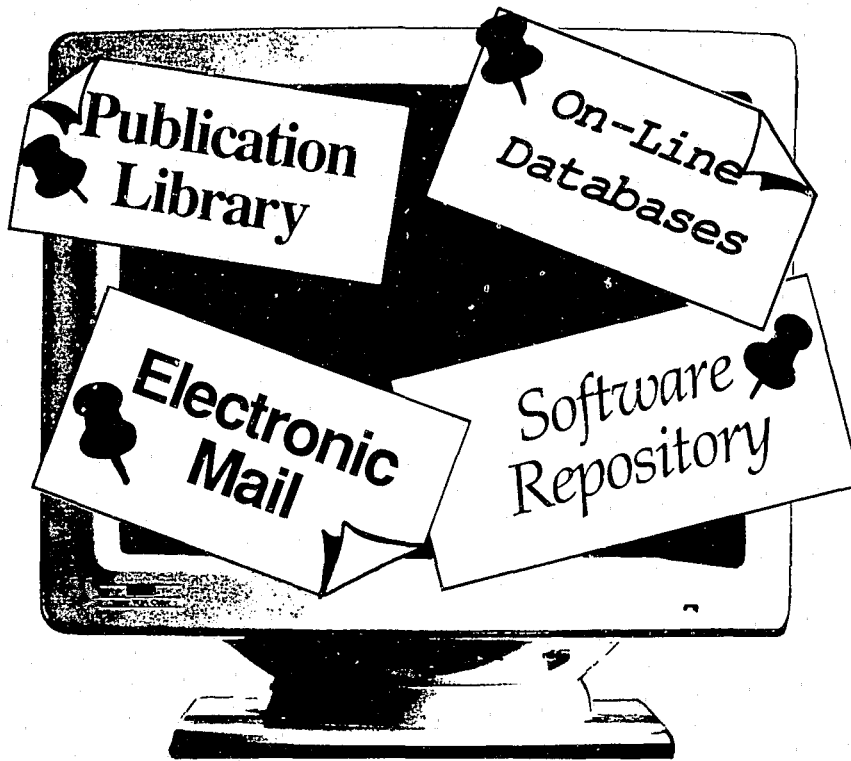 Publication
Library
On-Line
Databases
Electronic
Mail
Software
Repository